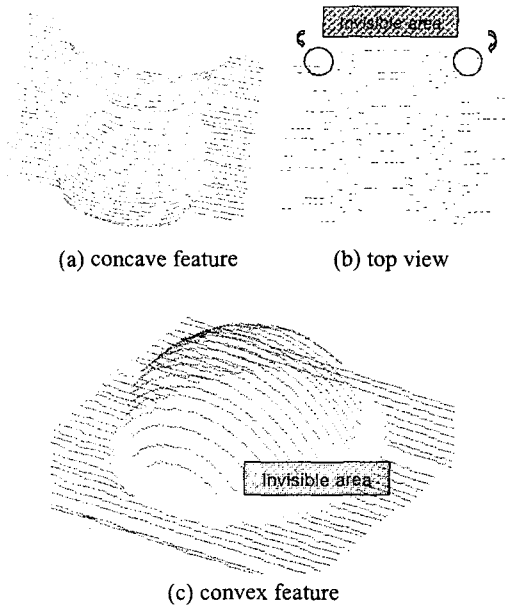 Invisible area
(a) concave feature
(b) top view
Invisible area
(c) convex feature